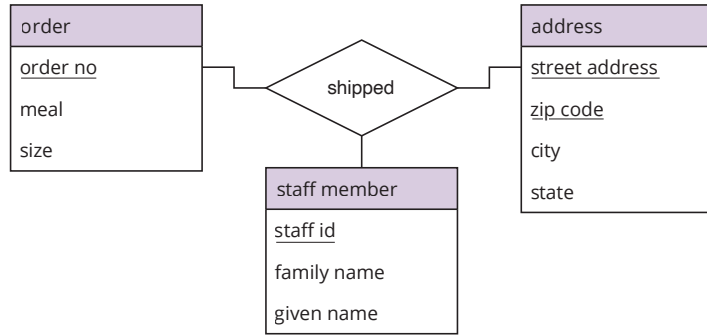 order
order no
meal
size
shipped
address
street address
zip code
city
state
staff member
staff id
family name
given name